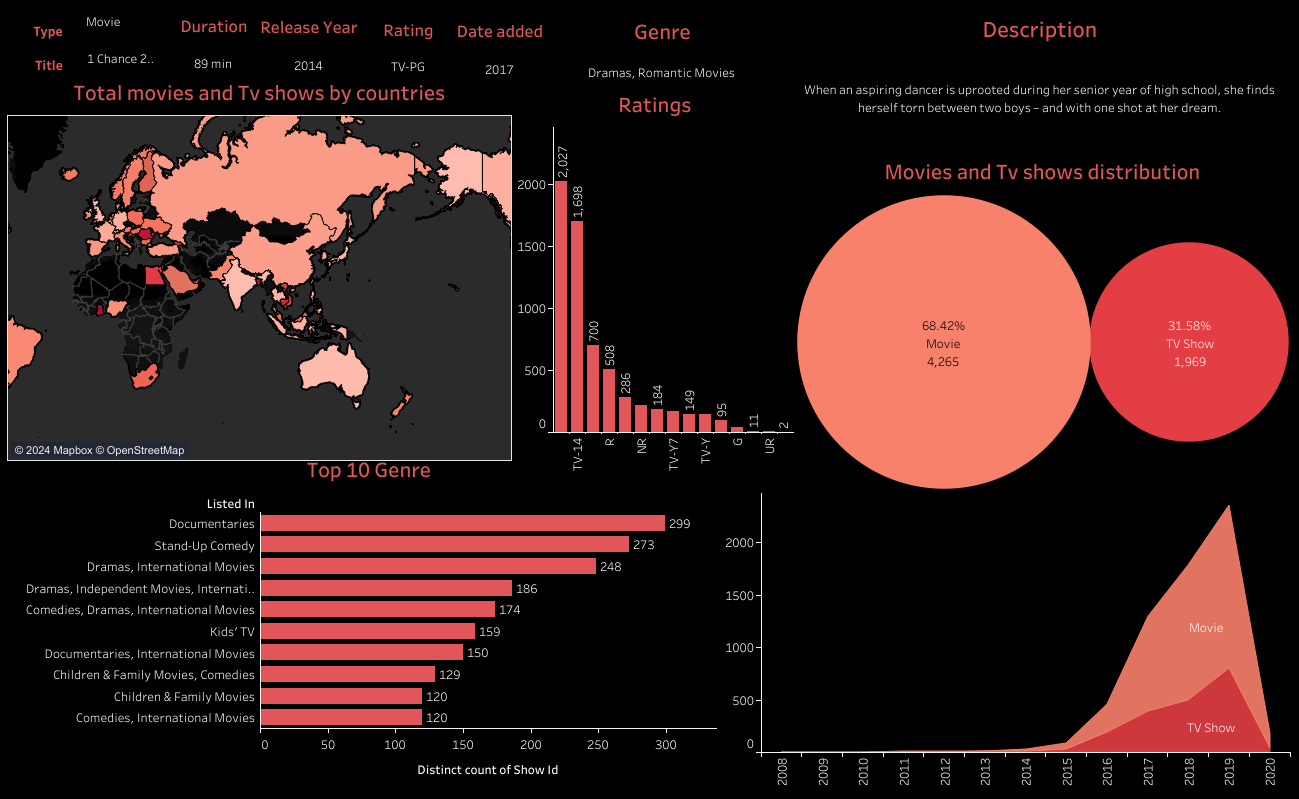 Type
Movie
Duration
Release Year
Rating
Date added
Genre
Description
Title
1 Chance 2..
89 min
2014
TV-PG
2017
Dramas, Romantic Movies
When an aspiring dancer is uprooted during her senior year of high school, she finds
herself torn between two boys – and with one shot at her dream.
Total movies and Tv shows by countries
© 2024 Mapbox © OpenStreetMap
Ratings
2000
1500
1000
500
0
2,027
1,698
700
508
286
184
149
95
11
2
TV-14
R
NR
TV-Y7
TV-Y
G
UR
Movies and Tv shows distribution
68.42%
Movie
4,265
31.58%
TV Show
1,969
Top 10 Genre
Listed In
Documentaries 299
Stand-Up Comedy 273
Dramas, International Movies 248
Dramas, Independent Movies, Internati.. 186
Comedies, Dramas, International Movies 174
Kids' TV 159
Documentaries, International Movies 150
Children & Family Movies, Comedies 129
Children & Family Movies 120
Comedies, International Movies 120
0 50 100 150 200 250 300
Distinct count of Show Id
2000
1500
1000
500
0
Movie
TV Show
2008 2009 2010 2011 2012 2013 2014 2015 2016 2017 2018 2019 2020